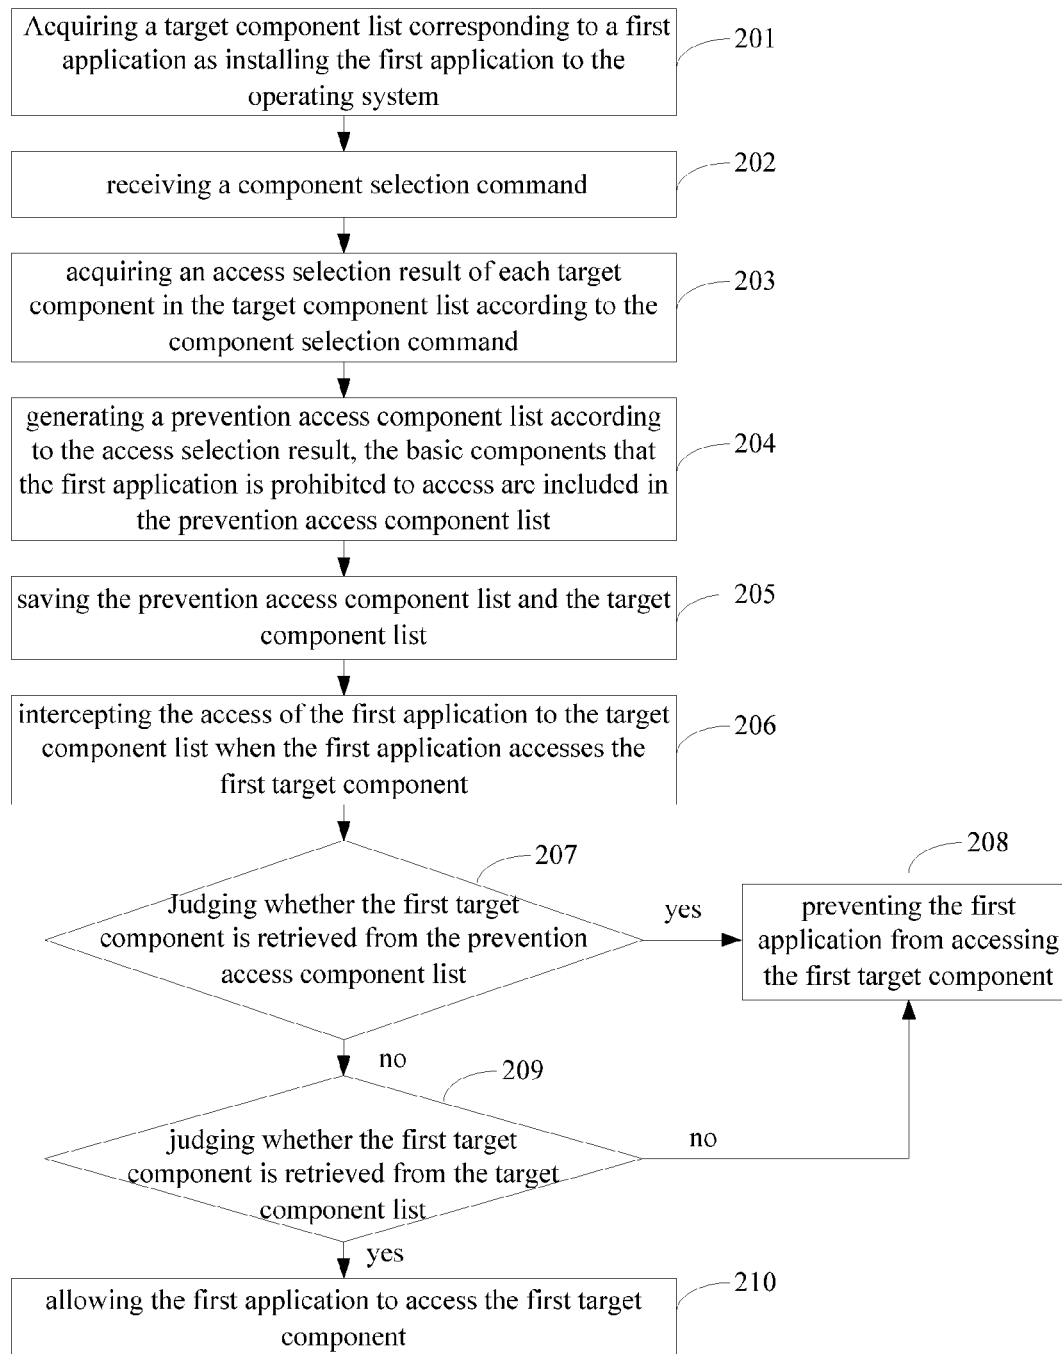 Acquiring a target component list corresponding to a first
application as installing the first application to the
operating system
201
receiving a component selection command
202
acquiring an access selection result of each target
component in the target component list according to the
component selection command
203
generating a prevention access component list according
to the access selection result, the basic components that
the first application is prohibited to access are included in
the prevention access component list
204
saving the prevention access component list and the target
component list
205
intercepting the access of the first application to the target
component list when the first application accesses the
first target component
206
Judging whether the first target
component is retrieved from the prevention
access component list
207
yes
208
preventing the first
application from accessing
the first target component
no
209
judging whether the first target
component is retrieved from the target
component list
no
yes
allowing the first application to access the first target
component
210